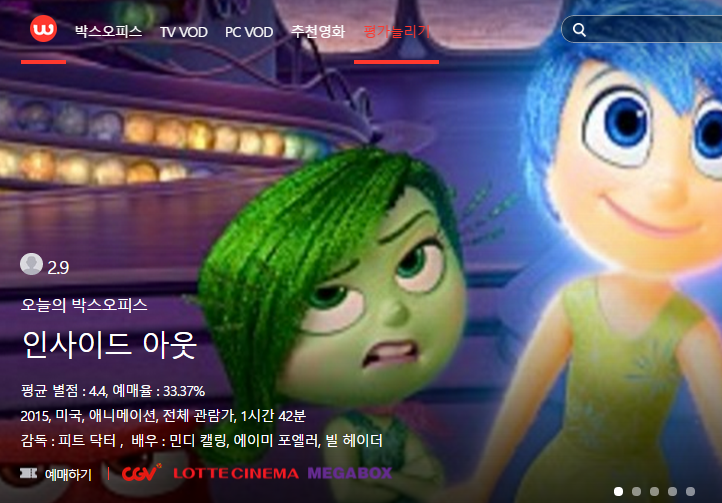 W 박스오피스 TV VOD PC VOD 추천영화 평가늘리기
2.9
오늘의 박스오피스
인사이드 아웃
평균 별점 : 4.4, 예매율 : 33.37%
2015, 미국, 애니메이션, 전체 관람가, 1시간 42분
감독 : 피트 닥터 , 배우 : 민디 캘링, 에이미 포엘러, 빌 헤이더
예매하기 | CGV LOTTE CINEMA MEGABOX